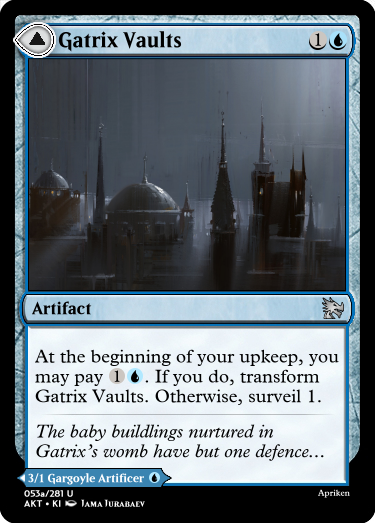 Gatrix Vaults 1
Artifact
At the beginning of your upkeep, you
may pay 1. If you do, transform
Gatrix Vaults. Otherwise, surveil 1.
The baby buildlings nurtured in
Gatrix's womb have but one defence...
3/1 Gargoyle Artificer
053a/281 U
AKT • KI Jama Jurabaev
Apriken